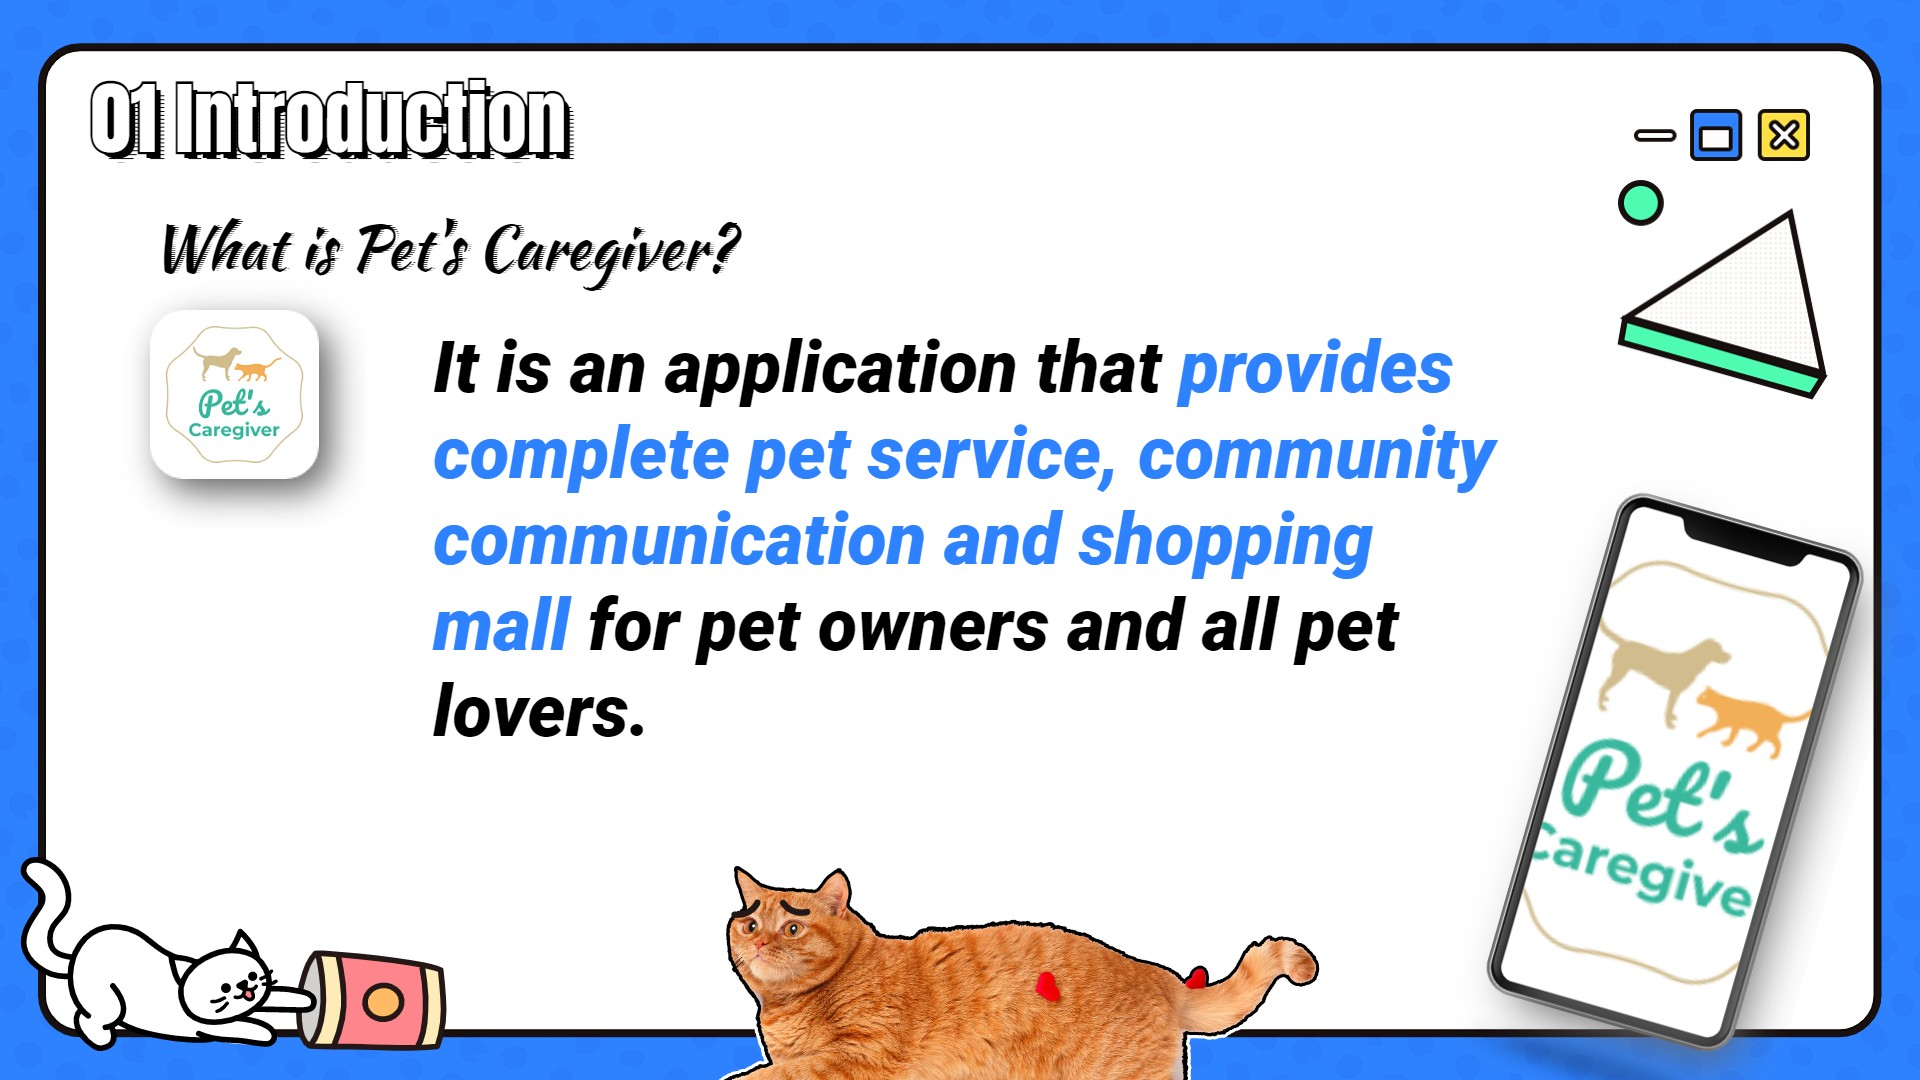 01 Introduction
What is Pet's Caregiver?
Pet's
Caregiver
It is an application that provides
complete pet service, community
communication and shopping
mall for pet owners and all pet
lovers.
Pet's
Caregive